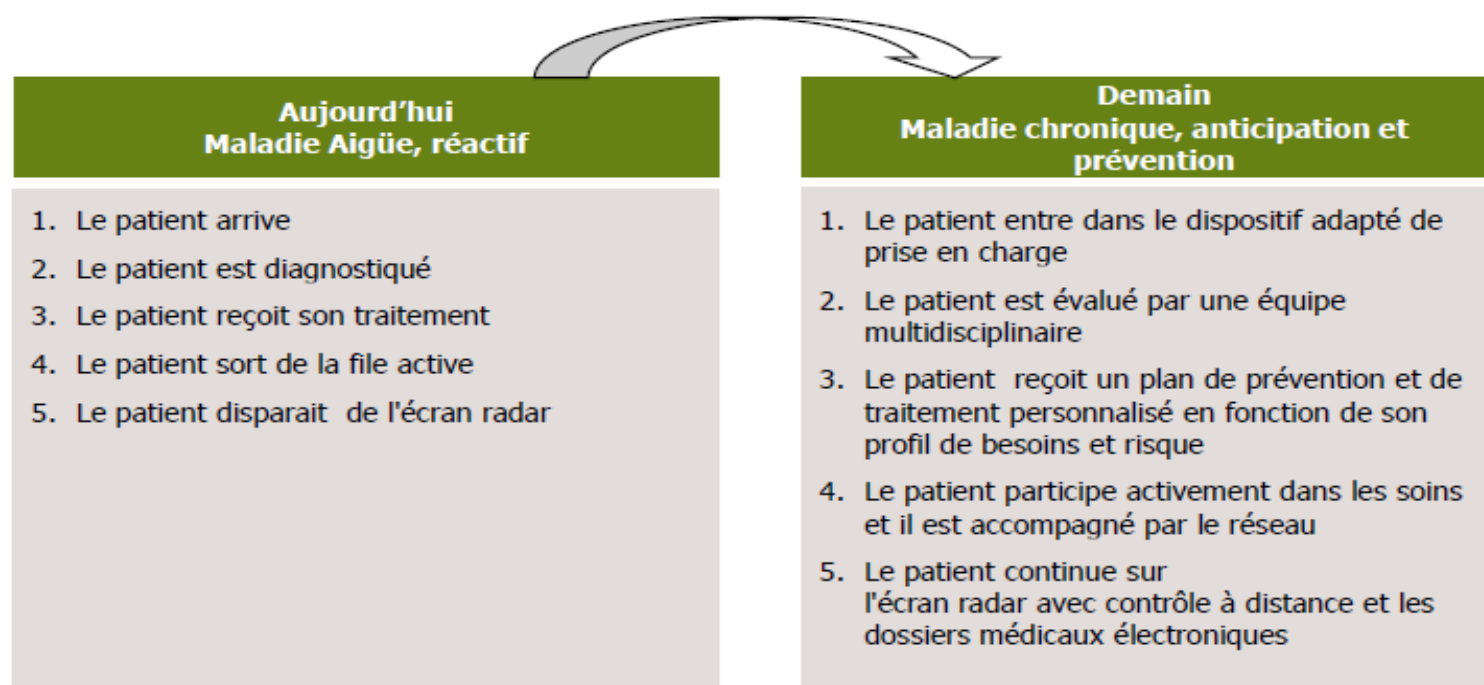 Aujourd’hui
Maladie Aigüe, réactif
1. Le patient arrive
2. Le patient est diagnostiqué
3. Le patient reçoit son traitement
4. Le patient sort de la file active
5. Le patient disparait  de l'écran radar
Demain
Maladie chronique, anticipation et
prévention
1. Le patient entre dans le dispositif adapté de
prise en charge
2. Le patient est évalué par une équipe
multidisciplinaire
3. Le patient  reçoit un plan de prévention et de
traitement personnalisé en fonction de son
profil de besoins et risque
4. Le patient participe activement dans les soins
et il est accompagné par le réseau
5. Le patient continue sur
l'écran radar avec contrôle à distance et les
dossiers médicaux électroniques